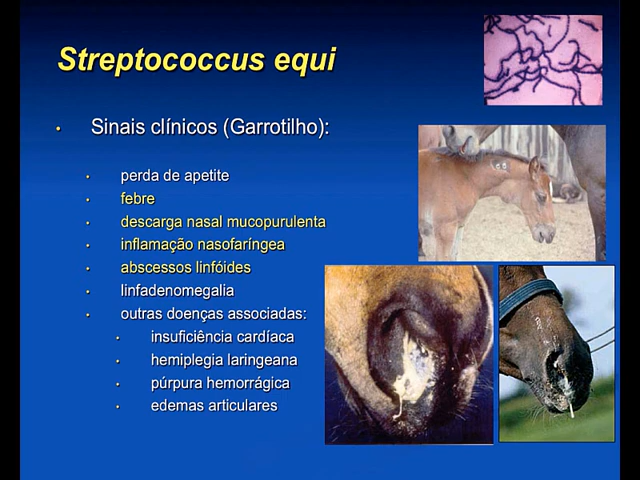 Streptococcus equi
• Sinais clínicos (Garrotilho):
• perda de apetite
• febre
• descarga nasal mucopurulenta
• inflamação nasofaríngea
• abscessos linfóides
• linfadenomegalia
• outras doenças associadas:
• insuficiência cardíaca
• hemiplegia laringeana
• púrpura hemorrágica
• edemas articulares